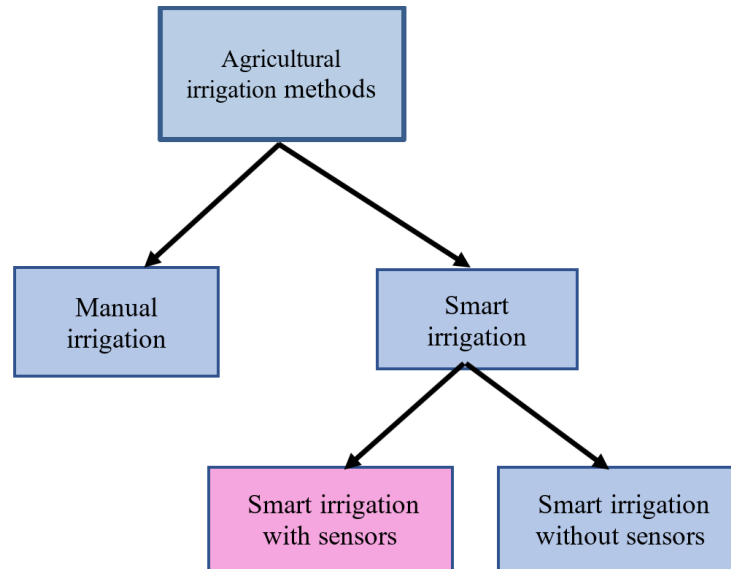 Agricultural
irrigation methods
Manual
irrigation
Smart
irrigation
Smart irrigation
with sensors
Smart irrigation
without sensors